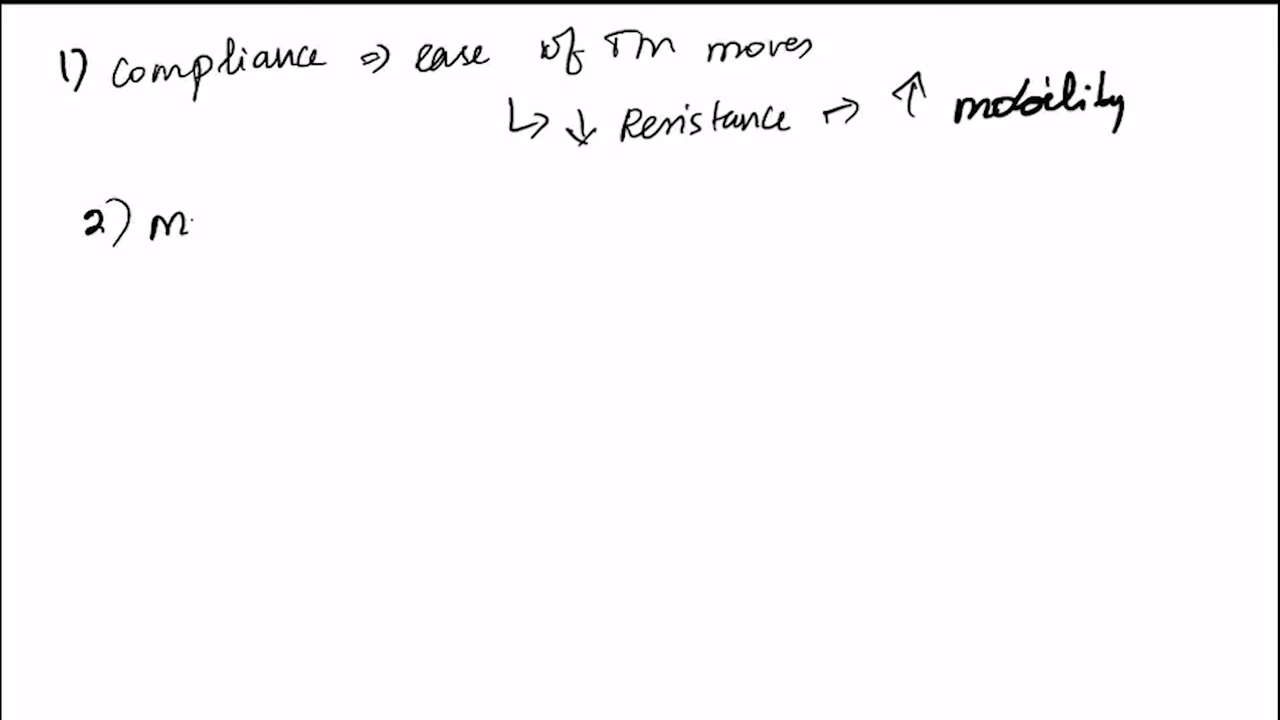 1) compliance ⇒ ease of TM moves
↳ ↓ Resistance → ↑ mobility
2) m